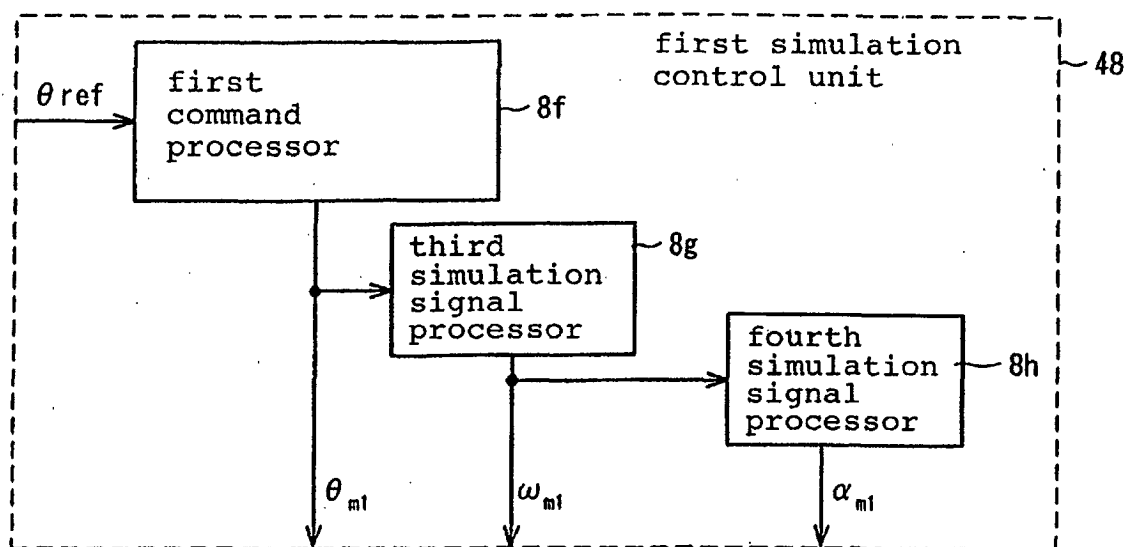 first simulation
control unit
48
θref
first
command
processor
8f
third
simulation
signal
processor
8g
fourth
simulation
signal
processor
8h
θm1
ωm1
αm1